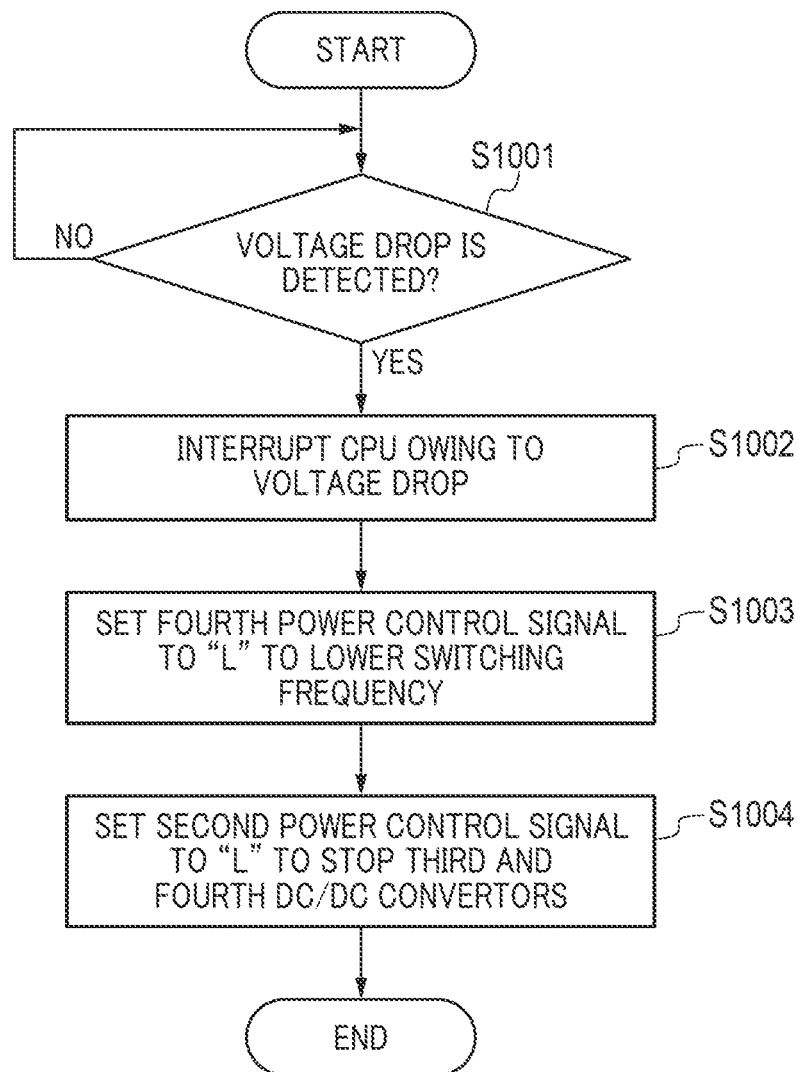 START
S1001
NO
VOLTAGE DROP IS
DETECTED?
YES
INTERRUPT CPU OWING TO
VOLTAGE DROP
S1002
SET FOURTH POWER CONTROL SIGNAL
TO “L” TO LOWER SWITCHING
FREQUENCY
S1003
SET SECOND POWER CONTROL SIGNAL
TO “L” TO STOP THIRD AND
FOURTH DC/DC CONVERTORS
S1004
END